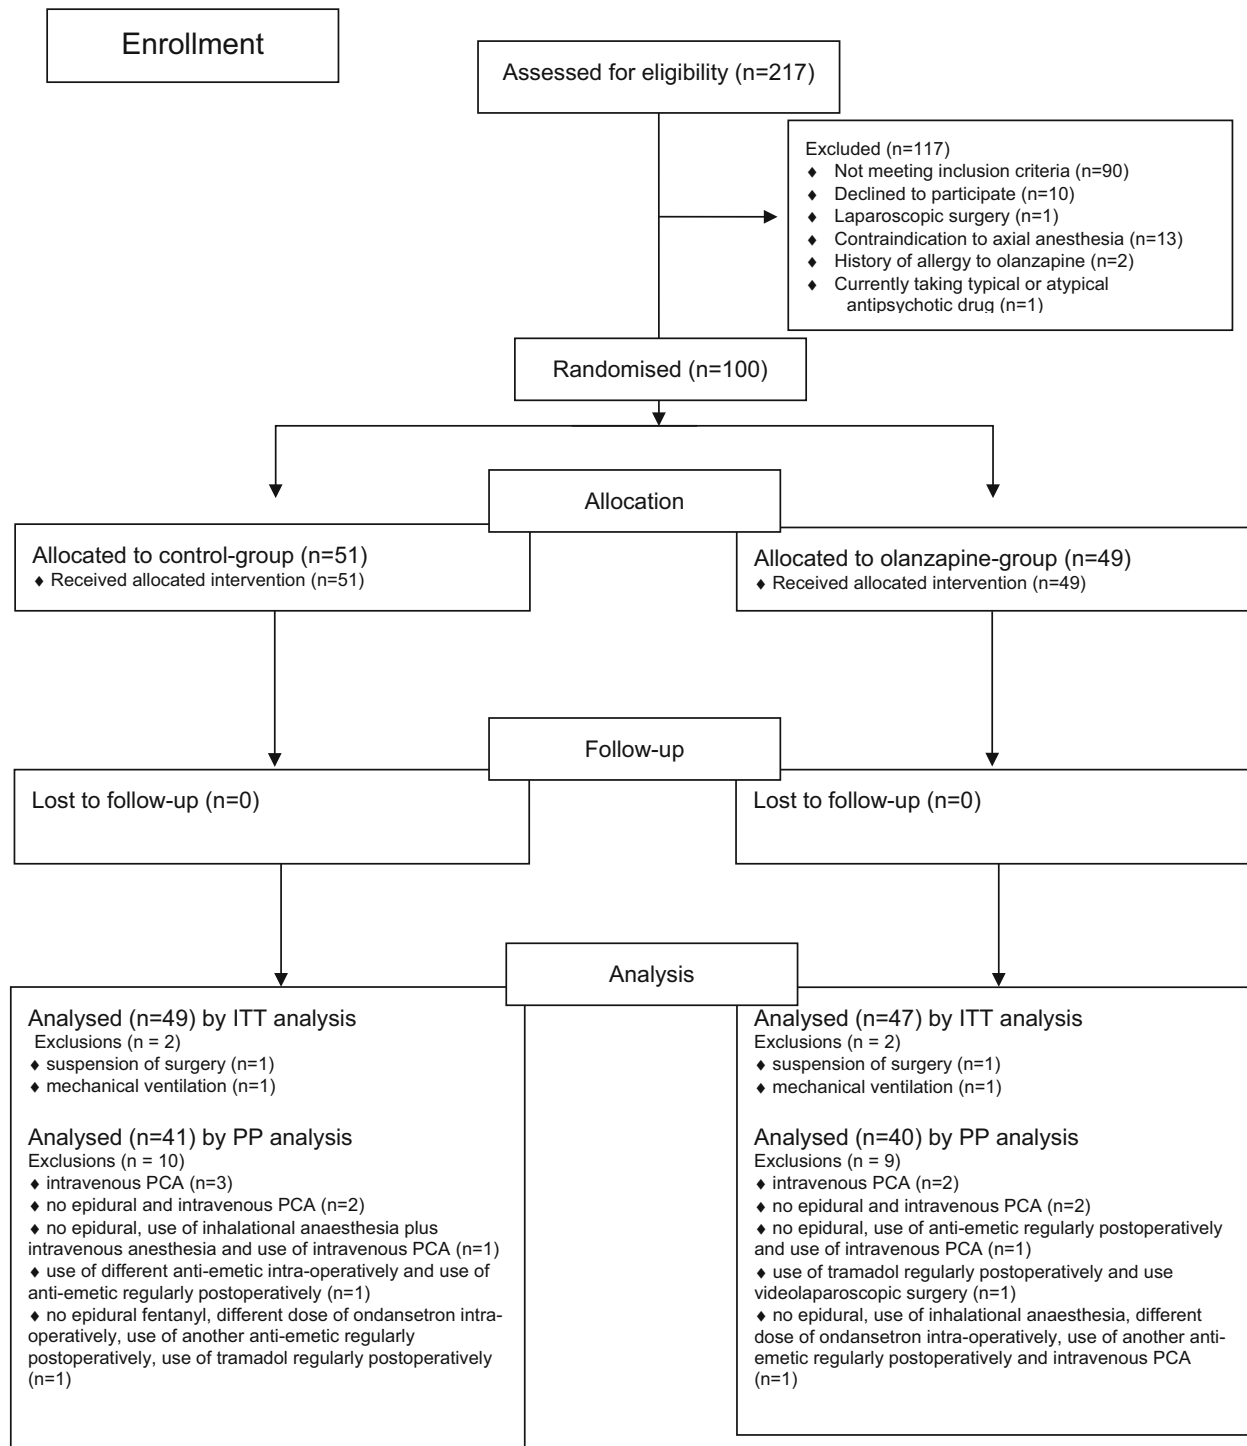 Enrollment
Assessed for eligibility (n=217)
Excluded (n=117)
♦ Not meeting inclusion criteria (n=90)
♦ Declined to participate (n=10)
♦ Laparoscopic surgery (n=1)
♦ Contraindication to axial anesthesia (n=13)
♦ History of allergy to olanzapine (n=2)
♦ Currently taking typical or atypical
antipsychotic drug (n=1)
Randomised (n=100)
Allocation
Allocated to control-group (n=51)
♦ Received allocated intervention (n=51)
Allocated to olanzapine-group (n=49)
♦ Received allocated intervention (n=49)
Follow-up
Lost to follow-up (n=0)
Lost to follow-up (n=0)
Analysis
Analysed (n=49) by ITT analysis
Exclusions (n = 2)
♦ suspension of surgery (n=1)
♦ mechanical ventilation (n=1)
Analysed (n=41) by PP analysis
Exclusions (n = 10)
♦ intravenous PCA (n=3)
♦ no epidural and intravenous PCA (n=2)
♦ no epidural, use of inhalational anaesthesia plus
intravenous anesthesia and use of intravenous PCA (n=1)
♦ use of different anti-emetic intra-operatively and use of
anti-emetic regularly postoperatively (n=1)
♦ no epidural fentanyl, different dose of ondansetron intra-
operatively, use of another anti-emetic regularly
postoperatively, use of tramadol regularly postoperatively
(n=1)
Analysed (n=47) by ITT analysis
Exclusions (n = 2)
♦ suspension of surgery (n=1)
♦ mechanical ventilation (n=1)
Analysed (n=40) by PP analysis
Exclusions (n = 9)
♦ intravenous PCA (n=2)
♦ no epidural and intravenous PCA (n=2)
♦ no epidural, use of anti-emetic regularly postoperatively
and use of intravenous PCA (n=1)
♦ use of tramadol regularly postoperatively and use
videolaparoscopic surgery (n=1)
♦ no epidural, use of inhalational anaesthesia, different
dose of ondansetron intra-operatively, use of another anti-
emetic regularly postoperatively and intravenous PCA
(n=1)